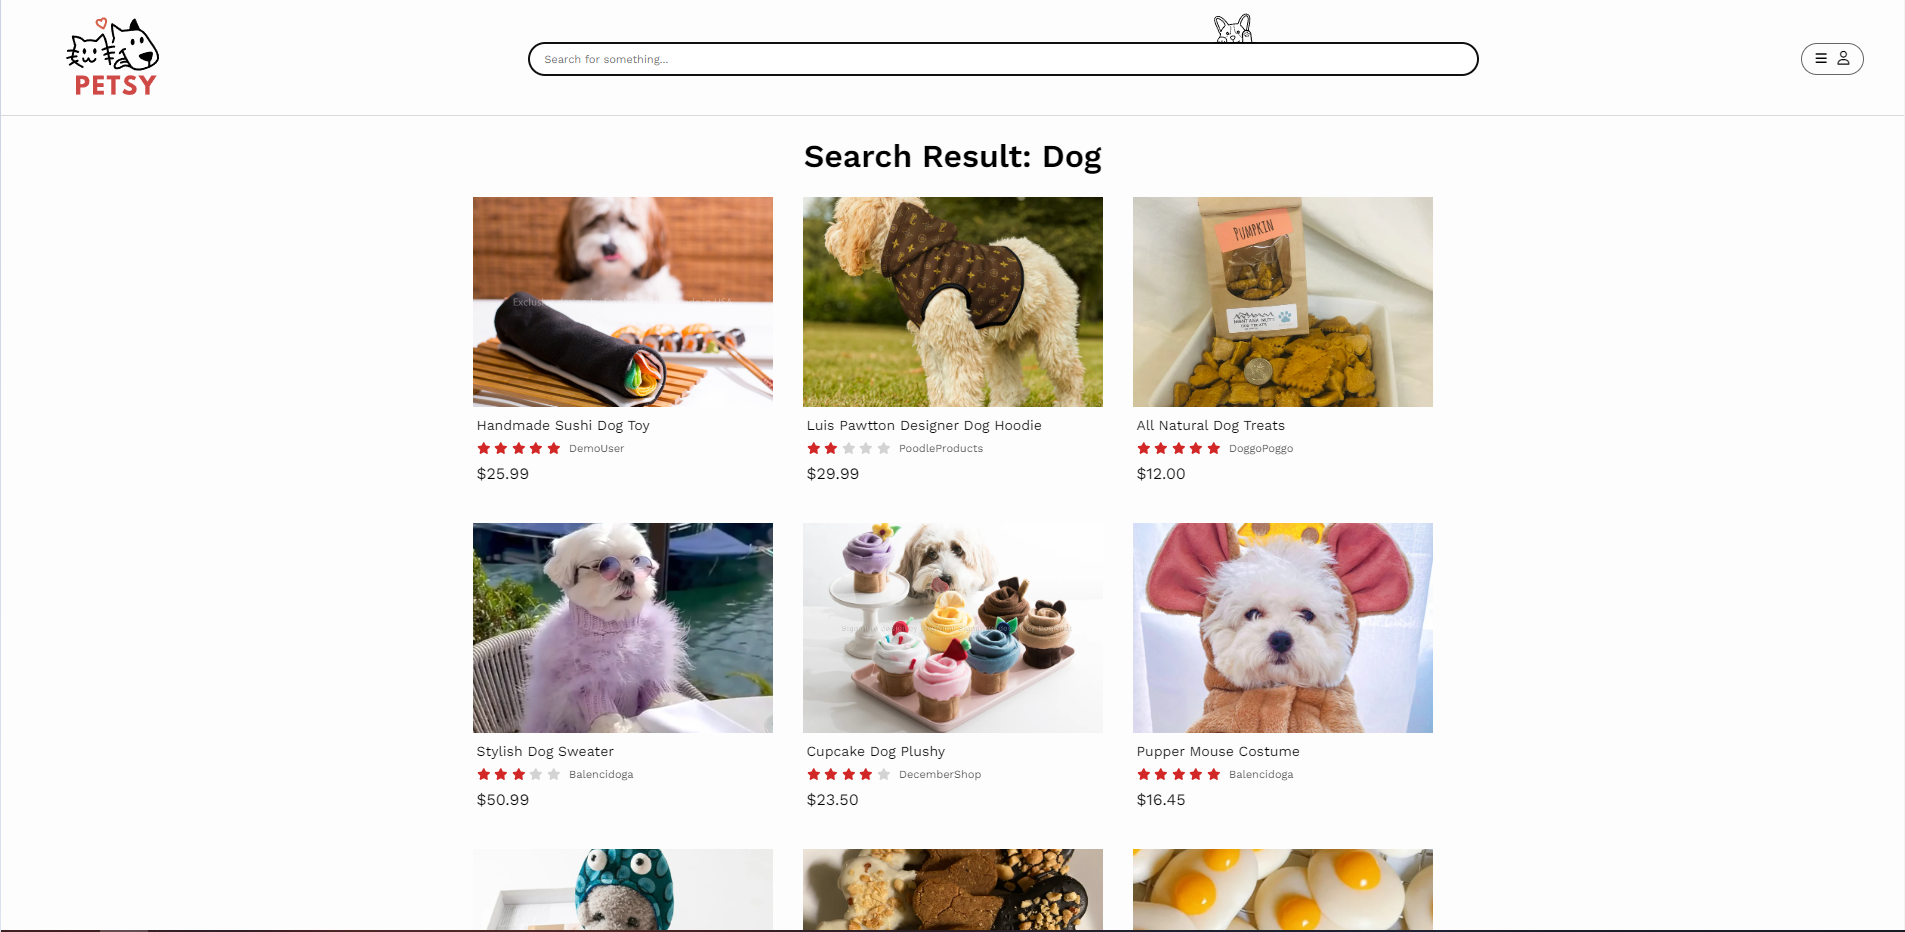 PETSY
Search for something...
Search Result: Dog
PUMPKIN
DOG TREATS
Handmade Sushi Dog Toy
DemoUser
$25.99
Luis Pawtton Designer Dog Hoodie
PoodleProducts
$29.99
All Natural Dog Treats
DoggoPoggo
$12.00
Stylish Dog Sweater
Balencidoga
$50.99
Cupcake Dog Plushy
DecemberShop
$23.50
Pupper Mouse Costume
Balencidoga
$16.45